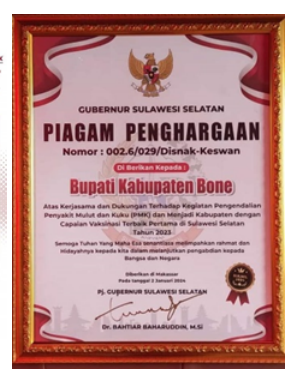 GUBERNUR SULAWESI SELATAN
PIAGAM PENGHARGAAN
Nomor : 002.6/029/Disnak-Keswan
Di Berikan Kepada :
Bupati Kabupaten Bone
Atas Kerjasama dan Dukungan Terhadap Kegiatan Pengendalian
Penyakit Mulut dan Kuku (PMK) dan Menjadi Kabupaten dengan
Capaian Vaksinasi Terbaik Pertama di Sulawesi Selatan
Tahun 2023
Semoga Tuhan Yang Maha Esa senantiasa melimpahkan rahmat dan
Hidayahnya kepada kita dalam melanjutkan pengabdian kepada
Bangsa dan Negara
Diberikan di Makassar
Pada tanggal 2 Januari 2024
Pj. GUBERNUR SULAWESI SELATAN
Dr. BAHTIAR BAHARUDDIN, M.Si